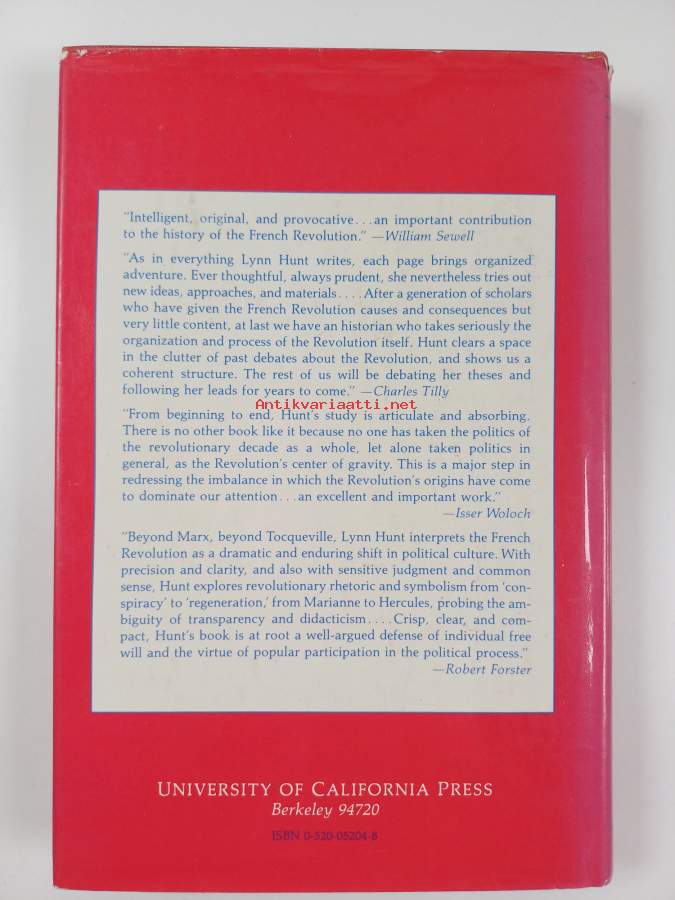 "Intelligent, original, and provocative...an important contribution
to the history of the French Revolution." —William Sewell
"As in everything Lynn Hunt writes, each page brings organized
adventure. Ever thoughtful, always prudent, she nevertheless tries out
new ideas, approaches, and materials....After a generation of scholars
who have given the French Revolution causes and consequences but
very little content, at last we have an historian who takes seriously the
organization and process of the Revolution itself. Hunt clears a space
in the clutter of past debates about the Revolution, and shows us a
coherent structure. The rest of us will be debating her theses and
following her leads for years to come." —Charles Tilly
Antikvariaatti.net
"From beginning to end, Hunt's study is articulate and absorbing.
There is no other book like it because no one has taken the politics of
the revolutionary decade as a whole, let alone taken politics in
general, as the Revolution's center of gravity. This is a major step in
redressing the imbalance in which the Revolution's origins have come
to dominate our attention...an excellent and important work."
—Isser Woloch
"Beyond Marx, beyond Tocqueville, Lynn Hunt interprets the French
Revolution as a dramatic and enduring shift in political culture. With
precision and clarity, and also with sensitive judgment and common
sense, Hunt explores revolutionary rhetoric and symbolism from 'con-
spiracy' to 'regeneration,' from Marianne to Hercules, probing the am-
biguity of transparency and didacticism....Crisp, clear, and com-
pact, Hunt's book is at root a well-argued defense of individual free
will and the virtue of popular participation in the political process."
—Robert Forster
UNIVERSITY OF CALIFORNIA PRESS
Berkeley 94720
ISBN 0-520-05204-8